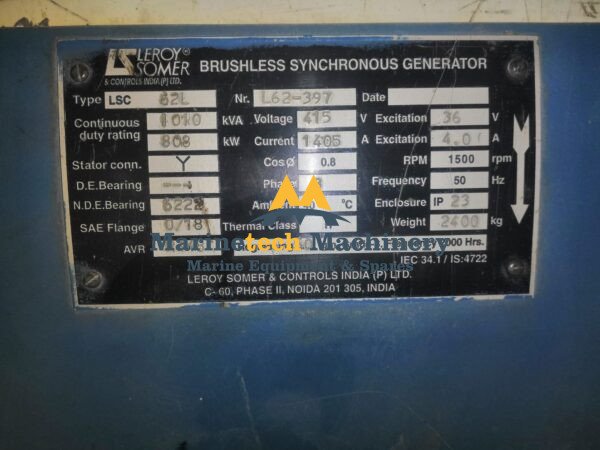 LS LEROY® SOMER
& CONTROLS INDIA (P) LTD.
BRUSHLESS SYNCHRONOUS GENERATOR
Type LSC 62L Nr. L62-397 Date
Continuous duty rating 1010 kVA Voltage 415 V Excitation 36 V
808 kW Current 1405 A Excitation 4.0 A
Stator conn. Y Cos Ø 0.8 RPM 1500 rpm
D.E.Bearing Phase Frequency 50 Hz
N.D.E.Bearing 6222 °C Enclosure IP 23
SAE Flange 0/18 Thermal Class Weight 2400 kg
AVR Hrs.
Marinetech Machinery
Marine Equipment & Spares
IEC 34.1 / IS:4722
LEROY SOMER & CONTROLS INDIA (P) LTD.
C- 60, PHASE II, NOIDA 201 305, INDIA